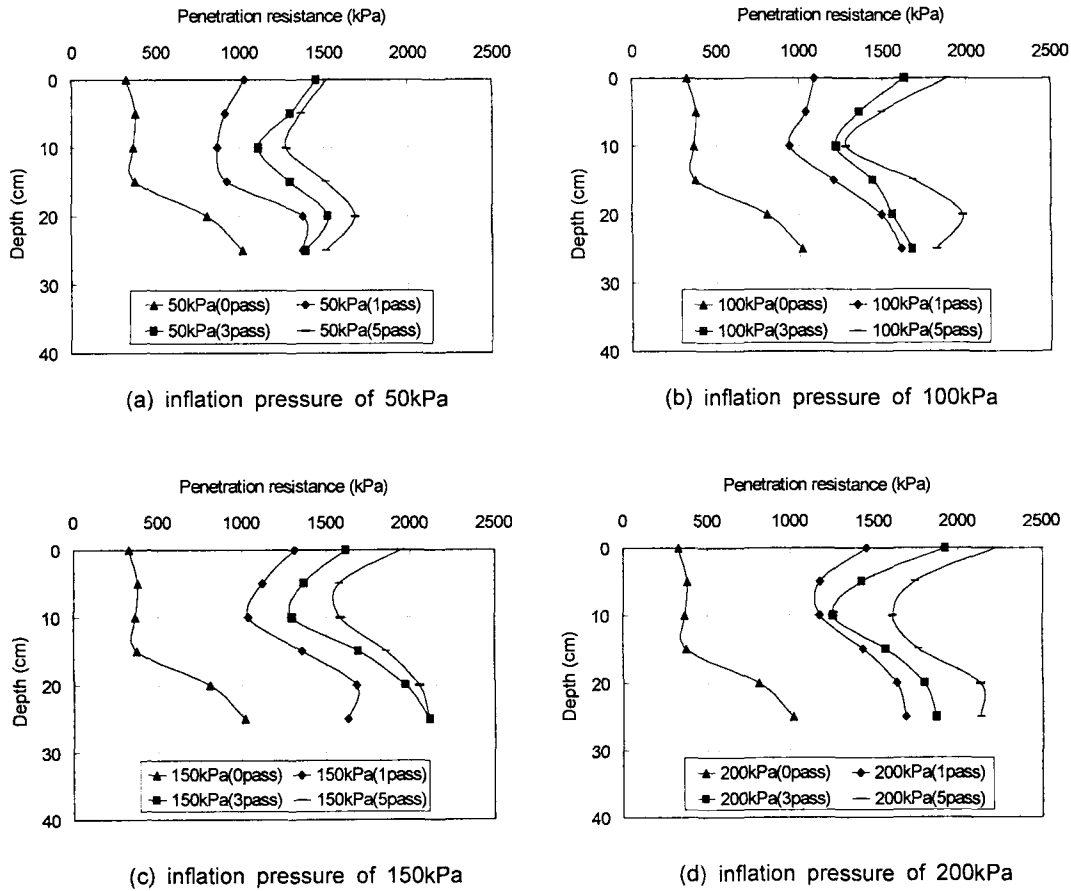 Penetration resistance (kPa)
0 500 1000 1500 2000 2500
0
10
20
30
40
Depth (cm)
50kPa(0pass) 50kPa(1pass)
50kPa(3pass) 50kPa(5pass)
(a) inflation pressure of 50kPa
Penetration resistance (kPa)
0 500 1000 1500 2000 2500
0
10
20
30
40
Depth (cm)
100kPa(0pass) 100kPa(1pass)
100kPa(3pass) 100kPa(5pass)
(b) inflation pressure of 100kPa
Penetration resistance (kPa)
0 500 1000 1500 2000 2500
0
10
20
30
40
Depth (cm)
150kPa(0pass) 150kPa(1pass)
150kPa(3pass) 150kPa(5pass)
(c) inflation pressure of 150kPa
Penetration resistance (kPa)
0 500 1000 1500 2000 2500
0
10
20
30
40
Depth (cm)
200kPa(0pass) 200kPa(1pass)
200kPa(3pass) 200kPa(5pass)
(d) inflation pressure of 200kPa